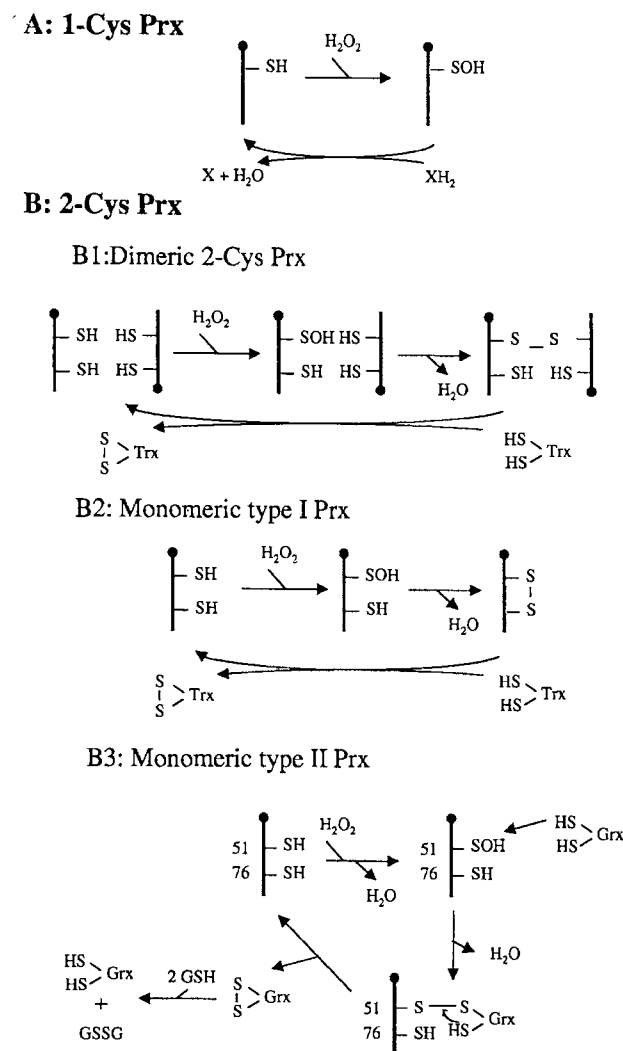 A: 1-Cys Prx
H₂O₂
SH
SOH
X + H₂O
XH₂
B: 2-Cys Prx
B1:Dimeric 2-Cys Prx
H₂O₂
SH HS
SOH HS
S S
SH HS
SH HS
SH HS
H₂O
S
S
Trx
HS
HS
Trx
B2: Monomeric type I Prx
H₂O₂
SH
SOH
S
SH
SH
S
H₂O
S
S
Trx
HS
HS
Trx
B3: Monomeric type II Prx
H₂O₂
51 SH
51 SOH
HS
HS
Grx
76 SH
76 SH
H₂O
H₂O
HS
HS
Grx
+
GSSG
2 GSH
S
S
Grx
51 S S
Grx
76 SH HS